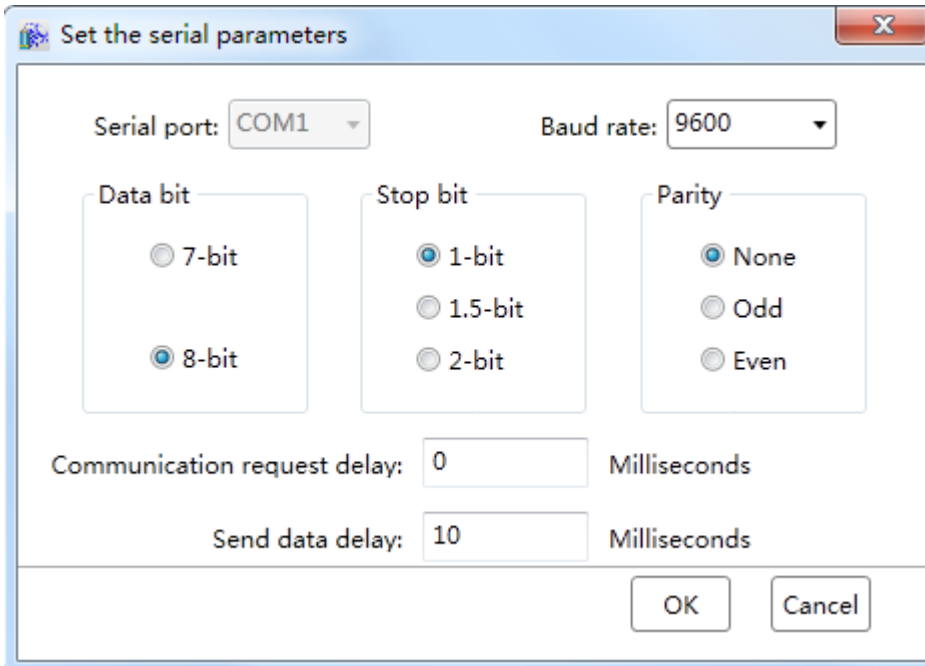 Set the serial parameters
Serial port: COM1 Baud rate: 9600
Data bit Stop bit Parity
7-bit 1-bit None
1.5-bit Odd
8-bit 2-bit Even
Communication request delay: 0 Milliseconds
Send data delay: 10 Milliseconds
OK Cancel